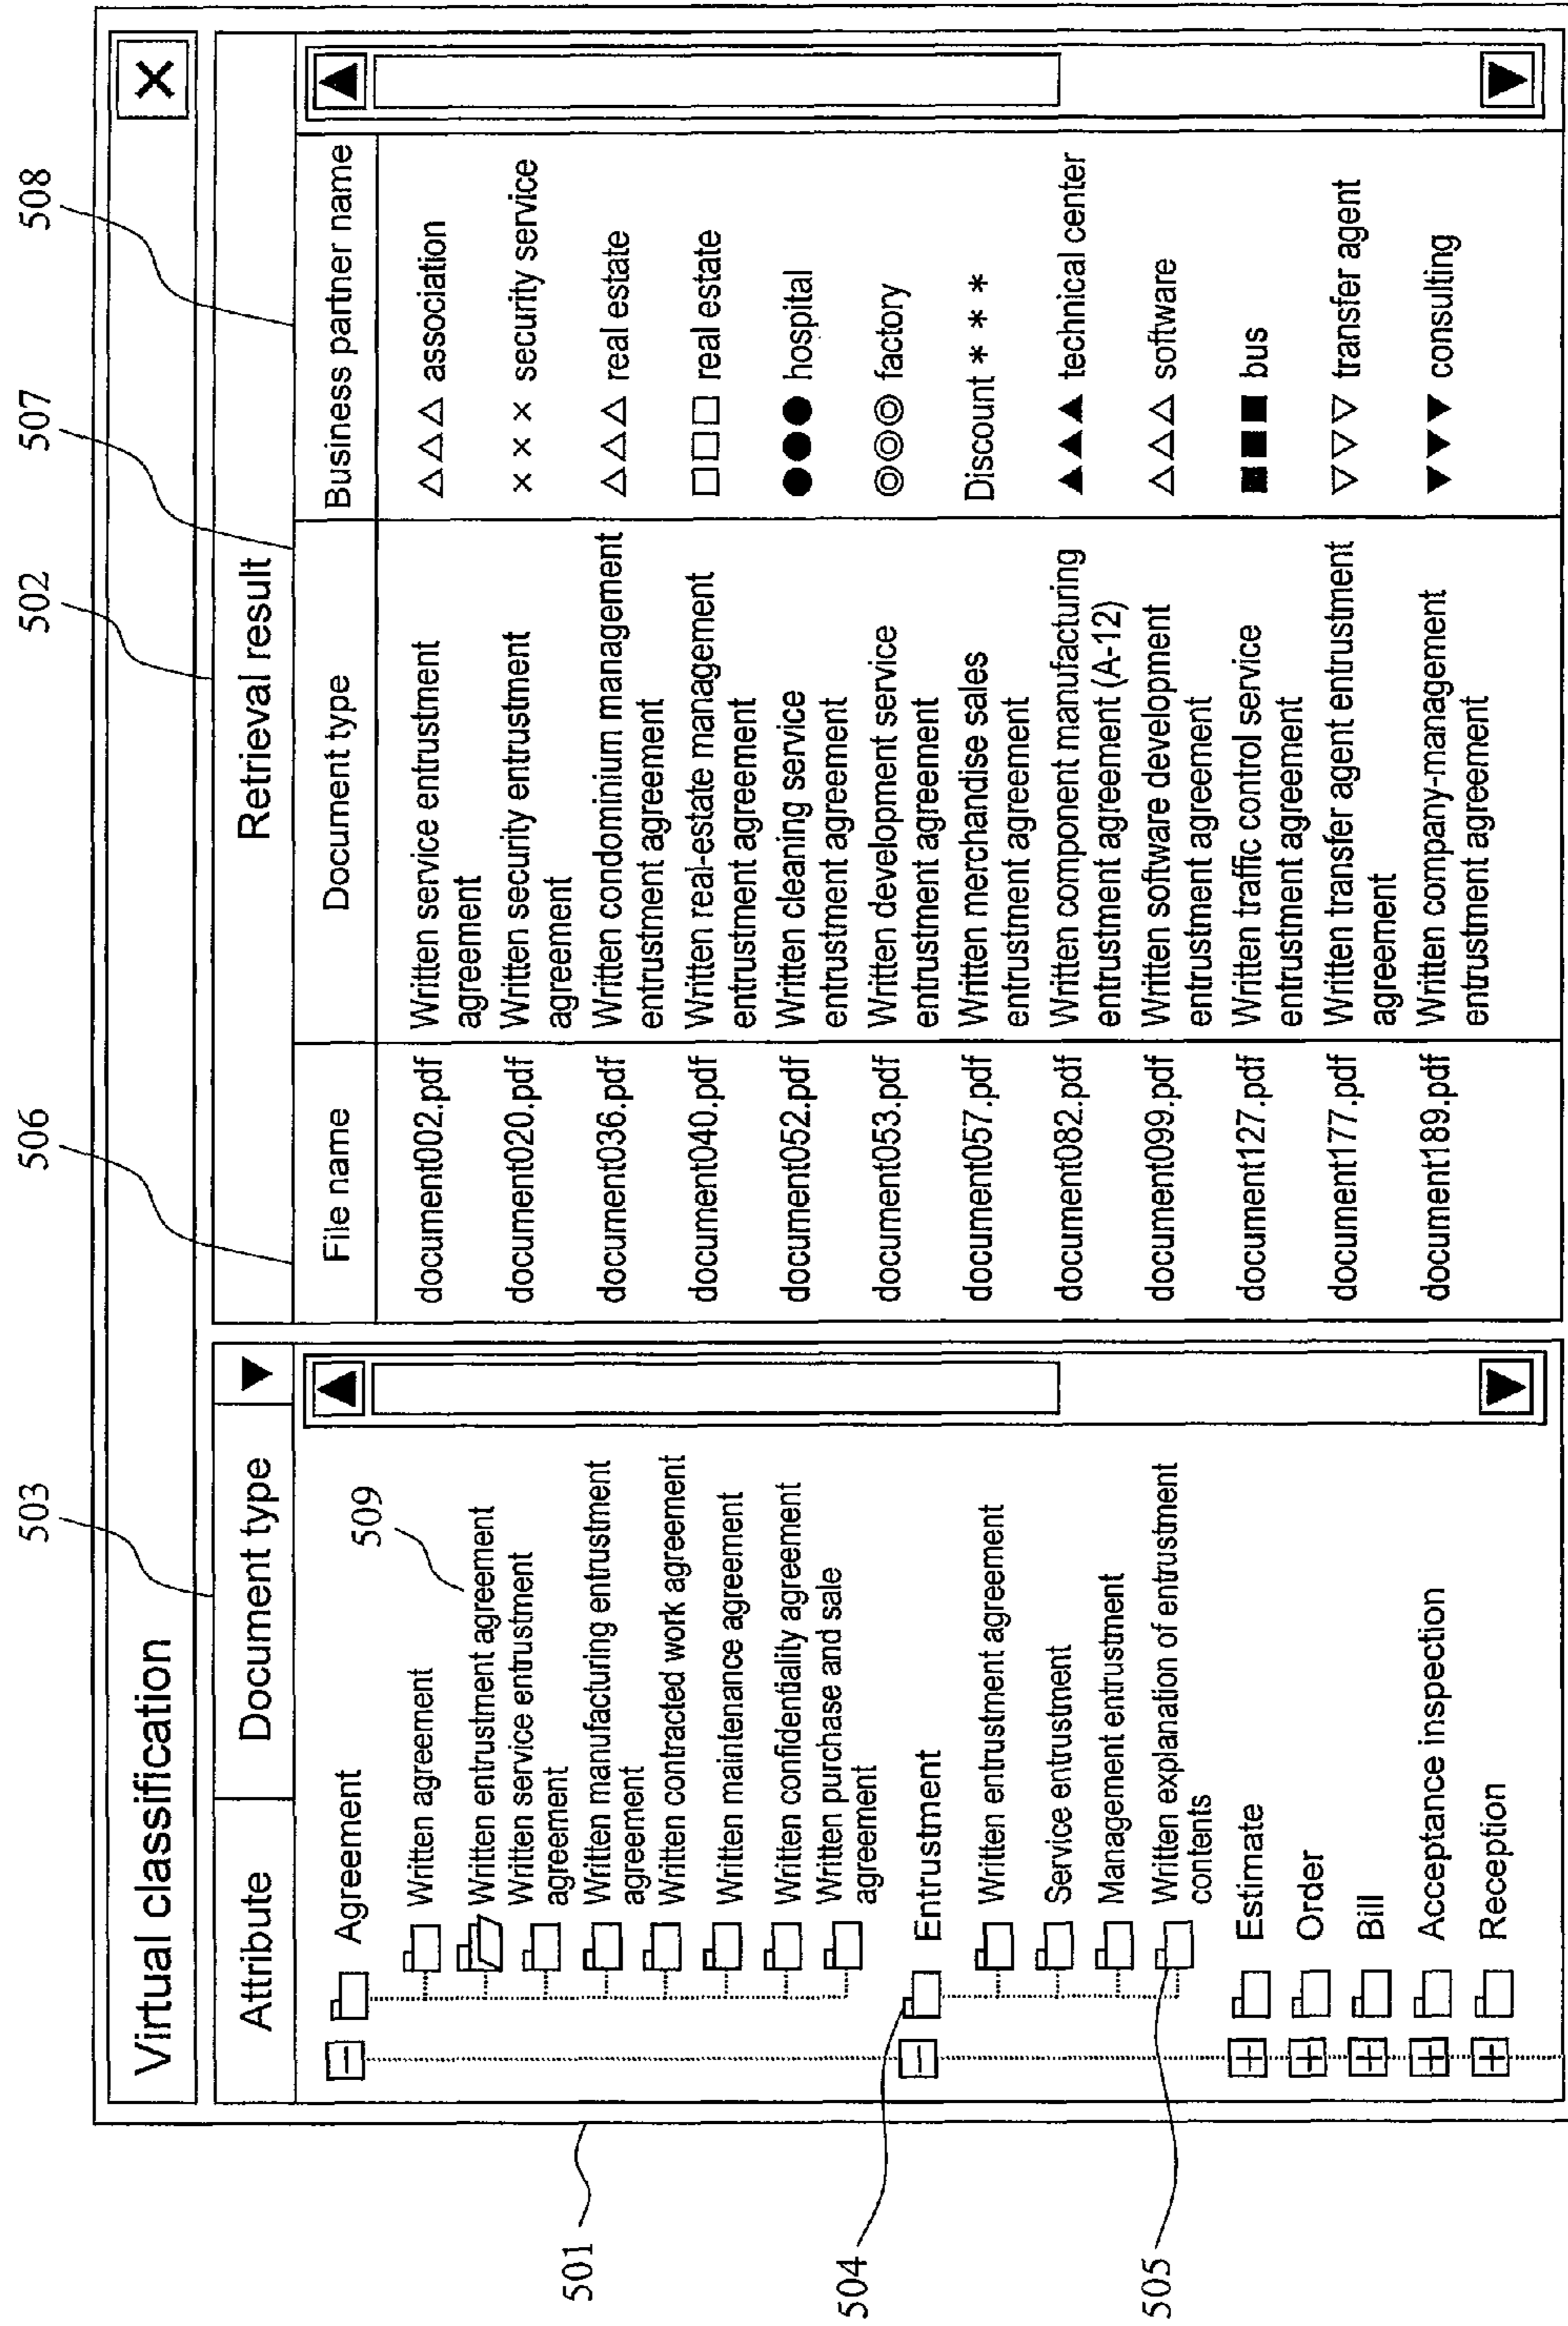 503
506
502
507
508
Virtual classification
×
Attribute
Document type
▼
Agreement
509
Written agreement
Written entrustment agreement
Written service entrustment
agreement
Written manufacturing entrustment
agreement
Written contracted work agreement
Written maintenance agreement
Written confidentiality agreement
Written purchase and sale
agreement
Entrustment
Written entrustment agreement
Service entrustment
Management entrustment
Written explanation of entrustment
contents
Estimate
Order
Bill
Acceptance inspection
Reception
501
504
505
Retrieval result
File name
Document type
Business partner name
document002.pdf
Written service entrustment
agreement
△△△ association
document020.pdf
Written security entrustment
agreement
××× security service
document036.pdf
Written condominium management
entrustment agreement
△△△ real estate
document040.pdf
Written real-estate management
entrustment agreement
□□□ real estate
document052.pdf
Written cleaning service
entrustment agreement
●●● hospital
document053.pdf
Written development service
entrustment agreement
◎◎◎ factory
document057.pdf
Written merchandise sales
entrustment agreement
Discount * * *
document082.pdf
Written component manufacturing
entrustment agreement (A-12)
▲▲▲ technical center
document099.pdf
Written software development
entrustment agreement
△△△ software
document127.pdf
Written traffic control service
entrustment agreement
■■■ bus
document177.pdf
Written transfer agent entrustment
agreement
▽▽▽ transfer agent
document189.pdf
Written company-management
entrustment agreement
▼▼▼ consulting